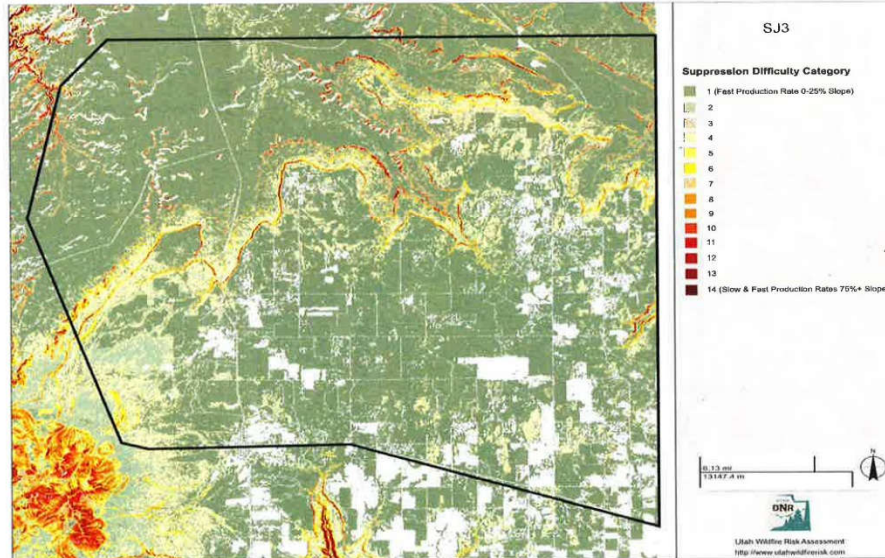 SJ3
Suppression Difficulty Category
1 (Fast Production Rate 0-25% Slope)
2
3
4
5
6
7
8
9
10
11
12
13
14 (Slow & Fast Production Rates 75%+ Slope
N
8.13 mi
13147.4 m
DNR
Utah Wildfire Risk Assessment
http://www.utahwildfirerisk.com